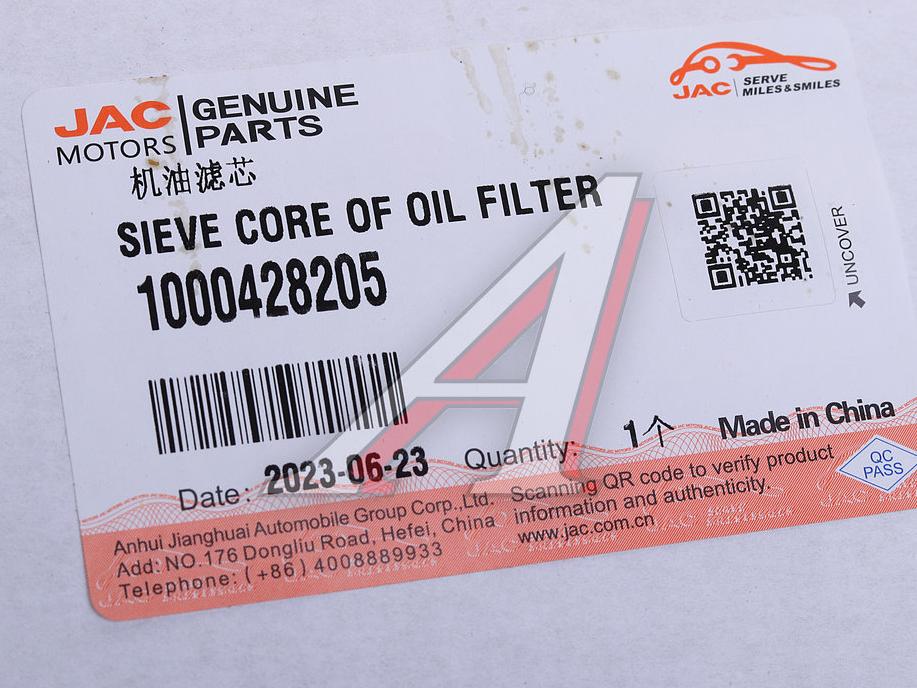 JAC MOTORS
GENUINE PARTS
JAC
SERVE
MILES&SMILES
机油滤芯
SIEVE CORE OF OIL FILTER
1000428205
UNCOVER
Date: 2023-06-23
Quantity: 1个
Made in China
QC PASS
Anhui Jianghuai Automobile Group Corp.,Ltd.
Add: NO.176 Dongliu Road, Hefei, China
Telephone: (+86) 4008889933
Scanning QR code to verify product
information and authenticity.
www.jac.com.cn